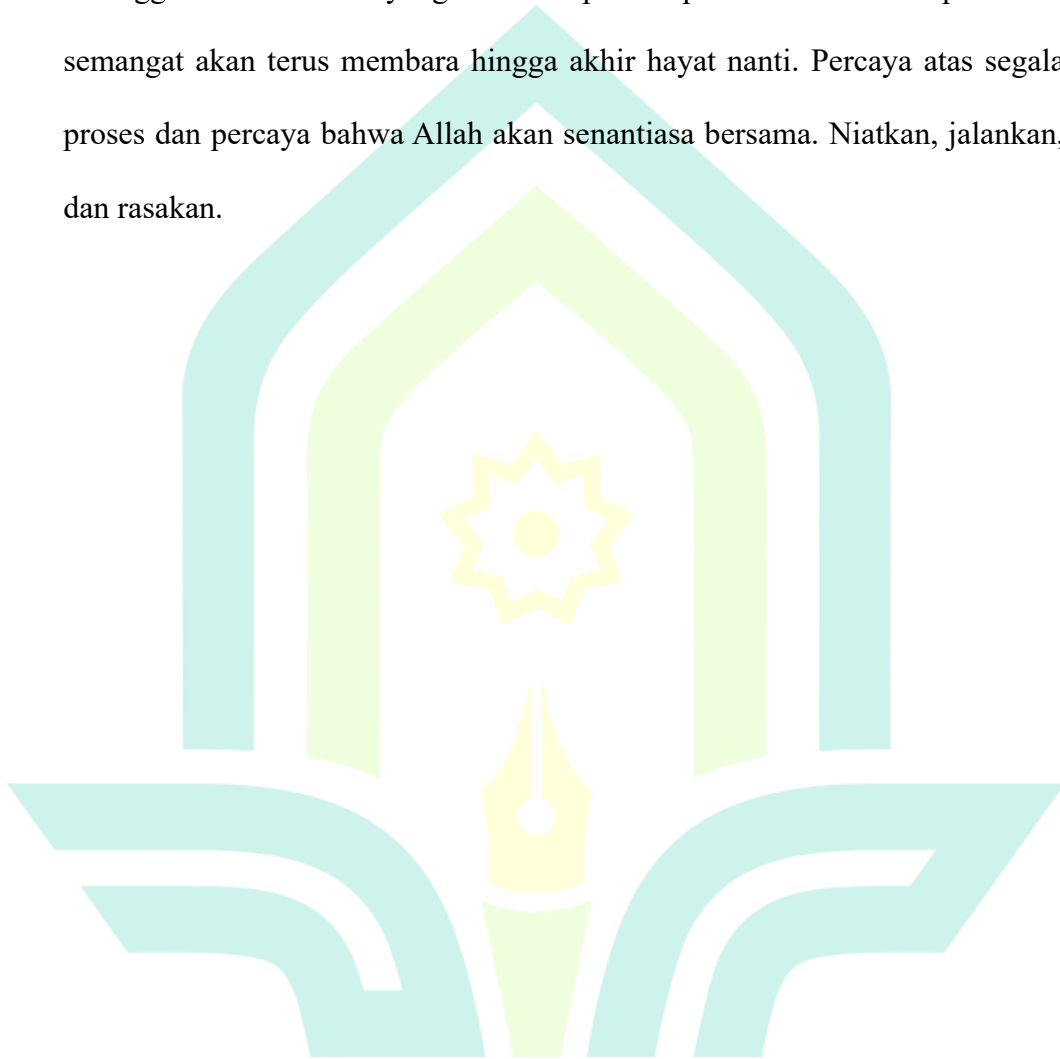 semangat akan terus membara hingga akhir hayat nanti. Percaya atas segala
proses dan percaya bahwa Allah akan senantiasa bersama. Niatkan, jalankan,
dan rasakan.